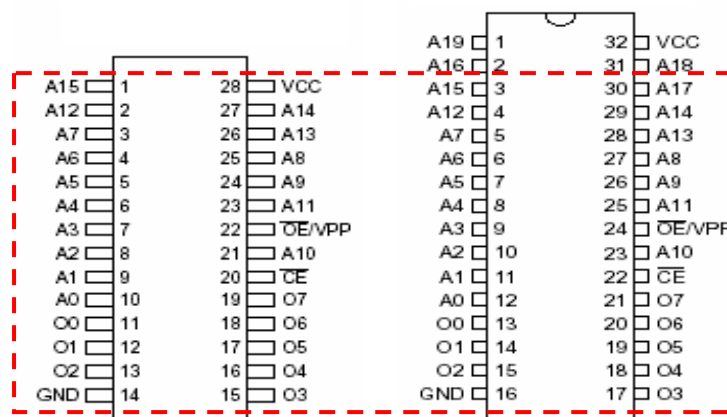 A19 1 32 VCC
A16 2 31 A18
A15 1 28 VCC A15 3 30 A17
A12 2 27 A14 A12 4 29 A14
A7 3 26 A13 A7 5 28 A13
A6 4 25 A8 A6 6 27 A8
A5 5 24 A9 A5 7 26 A9
A4 6 23 A11 A4 8 25 A11
A3 7 22 OE/VPP A3 9 24 OE/VPP
A2 8 21 A10 A2 10 23 A10
A1 9 20 CE A1 11 22 CE
A0 10 19 O7 A0 12 21 O7
O0 11 18 O6 O0 13 20 O6
O1 12 17 O5 O1 14 19 O5
O2 13 16 O4 O2 15 18 O4
GND 14 15 O3 GND 16 17 O3